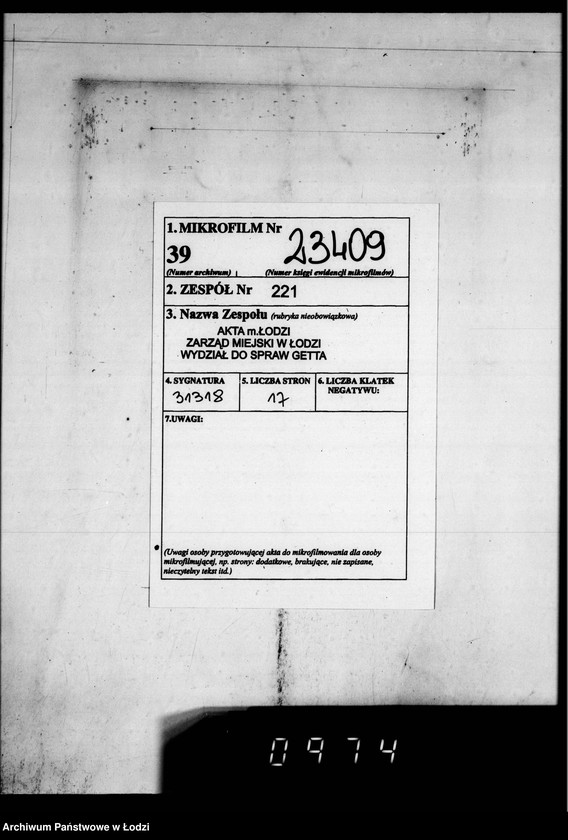 1. MIKROFILM Nr 23409
39
(Numer archiwum) (Numer księgi ewidencji mikrofilmów)
2. ZESPÓŁ Nr 221
3. Nazwa Zespołu (rubryka nieobowiązkowa)
AKTA m.ŁODZI
ZARZĄD MIEJSKI W ŁODZI
WYDZIAŁ DO SPRAW GETTA
4. SYGNATURA 5. LICZBA STRON 6. LICZBA KLATEK
NEGATYWU:
31318 17
7.UWAGI:
(Uwagi osoby przygotowującej akta do mikrofilmowania dla osoby
mikrofilmującej, np. strony: dodatkowe, brakujące, nie zapisane,
nieczytelny tekst itd.)
0974
Archiwum Państwowe w Łodzi